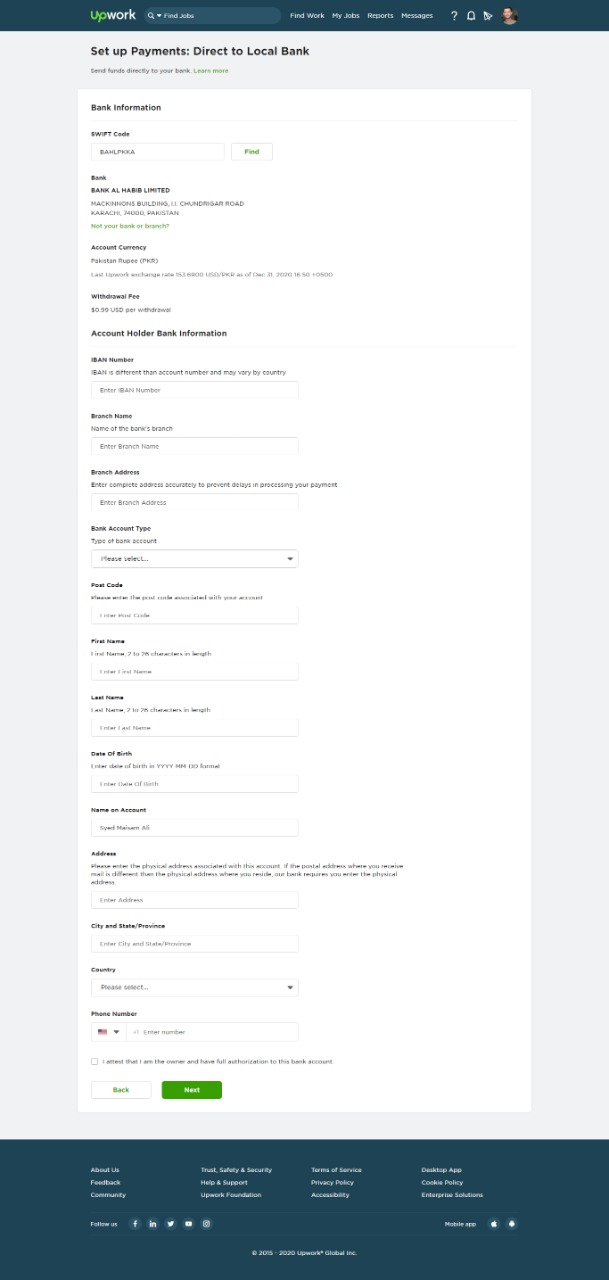 Upwork Find Jobs Find Work My Jobs Reports Messages ?
Set up Payments: Direct to Local Bank
Send funds directly to your bank. Learn more
Bank Information
SWIFT Code
BAHLPKKA Find
Bank
BANK AL HABIB LIMITED
MACKINNONS BUILDING, I.I. CHUNDRIGAR ROAD
KARACHI, 74000, PAKISTAN
Not your bank or branch?
Account Currency
Pakistan Rupee (PKR)
Last Upwork exchange rate 153.6900 USD/PKR as of Dec 31, 2020 16:50 +0500
Withdrawal Fee
$0.99 USD per withdrawal
Account Holder Bank Information
IBAN Number
IBAN is different than account number and may vary by country
Enter IBAN Number
Branch Name
Name of the bank's branch
Enter Branch Name
Branch Address
Enter complete address accurately to prevent delays in processing your payment
Enter Branch Address
Bank Account Type
Type of bank account
Please select...
Post Code
Please enter the post code associated with your account
Enter Post Code
First Name
First Name, 2 to 26 characters in length
Enter First Name
Last Name
Last Name, 2 to 26 characters in length
Enter Last Name
Date Of Birth
Enter date of birth in YYYY-MM-DD format
Enter Date Of Birth
Name on Account
Syed Maisam Ali
Address
Please enter the physical address associated with this account. If the postal address where you receive
mail is different than the physical address where you reside, our bank requires you enter the physical
address.
Enter Address
City and State/Province
Enter City and State/Province
Country
Please select...
Phone Number
+1 Enter number
I attest that I am the owner and have full authorization to this bank account.
Back Next
About Us Trust, Safety & Security Terms of Service Desktop App
Feedback Help & Support Privacy Policy Cookie Policy
Community Upwork Foundation Accessibility Enterprise Solutions
Follow us Mobile app
© 2015 - 2020 Upwork® Global Inc.